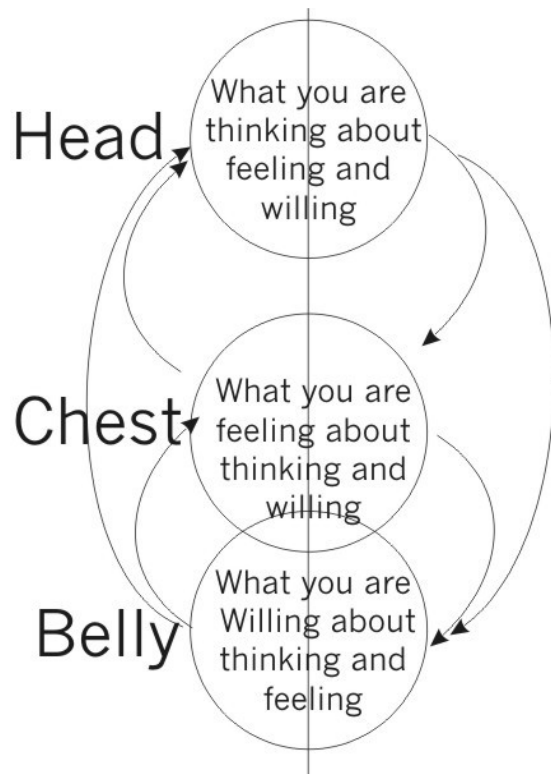 Head
What you are
thinking about
feeling and
willing
Chest
What you are
feeling about
thinking and
willing
Belly
What you are
Willing about
thinking and
feeling